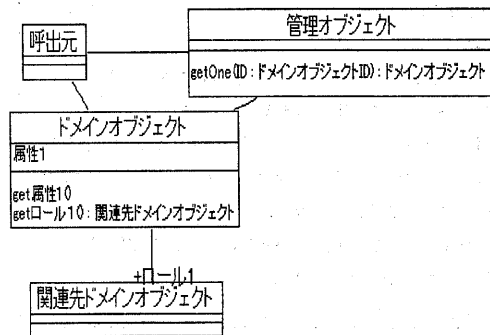 呼出元
管理オブジェクト
getOne(ID:ドメインオブジェクトID):ドメインオブジェクト
ドメインオブジェクト
属性1
get属性1()
getロール1():関連先ドメインオブジェクト
+ロール1
関連先ドメインオブジェクト